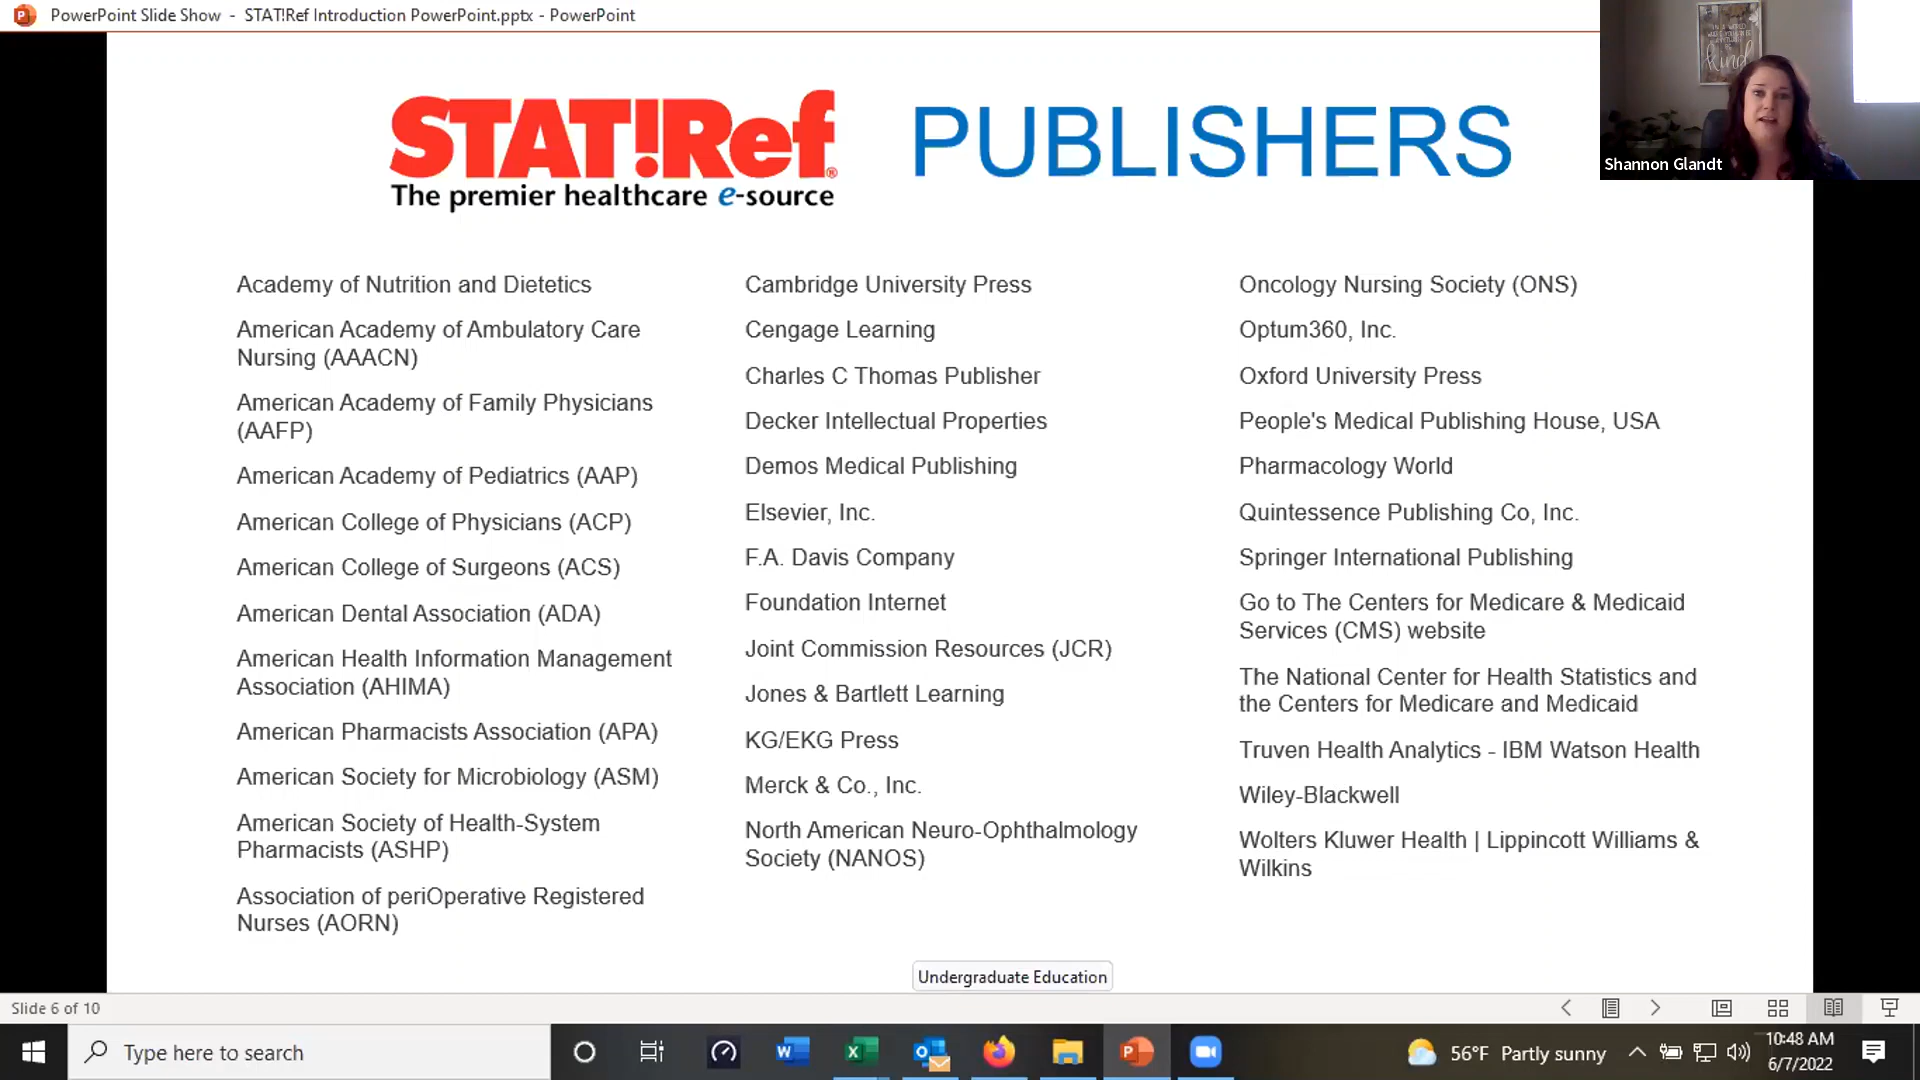 PowerPoint Slide Show - STAT!Ref Introduction PowerPoint.pptx - PowerPoint
kind
Shannon Glandt
STAT!Ref®
The premier healthcare e-source
PUBLISHERS
Academy of Nutrition and Dietetics
American Academy of Ambulatory Care
Nursing (AAACN)
American Academy of Family Physicians
(AAFP)
American Academy of Pediatrics (AAP)
American College of Physicians (ACP)
American College of Surgeons (ACS)
American Dental Association (ADA)
American Health Information Management
Association (AHIMA)
American Pharmacists Association (APA)
American Society for Microbiology (ASM)
American Society of Health-System
Pharmacists (ASHP)
Association of periOperative Registered
Nurses (AORN)
Cambridge University Press
Cengage Learning
Charles C Thomas Publisher
Decker Intellectual Properties
Demos Medical Publishing
Elsevier, Inc.
F.A. Davis Company
Foundation Internet
Joint Commission Resources (JCR)
Jones & Bartlett Learning
KG/EKG Press
Merck & Co., Inc.
North American Neuro-Ophthalmology
Society (NANOS)
Oncology Nursing Society (ONS)
Optum360, Inc.
Oxford University Press
People's Medical Publishing House, USA
Pharmacology World
Quintessence Publishing Co, Inc.
Springer International Publishing
Go to The Centers for Medicare & Medicaid
Services (CMS) website
The National Center for Health Statistics and
the Centers for Medicare and Medicaid
Truven Health Analytics - IBM Watson Health
Wiley-Blackwell
Wolters Kluwer Health | Lippincott Williams &
Wilkins
Undergraduate Education
Slide 6 of 10
Type here to search
56°F Partly sunny
10:48 AM
6/7/2022